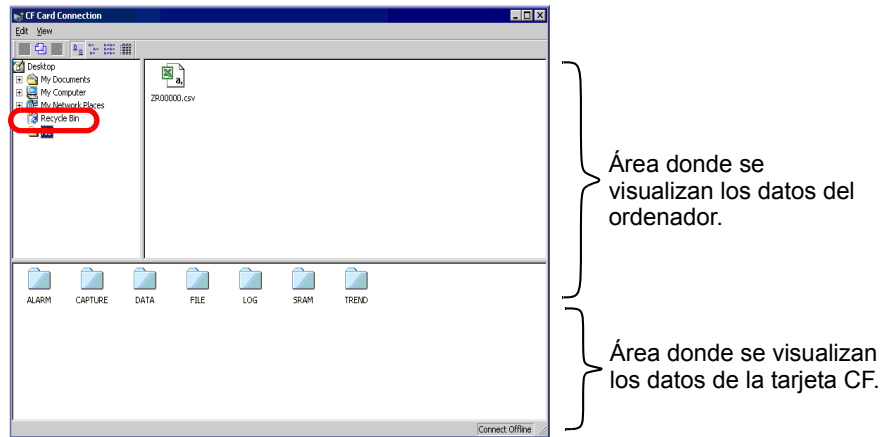 CF Card Connection
Edit View
Desktop
My Documents
My Computer
My Network Places
Recycle Bin
ZR00000.csv
Área donde se
visualizan los datos del
ordenador.
ALARM CAPTURE DATA FILE LOG SRAM TREND
Área donde se visualizan
los datos de la tarjeta CF.
Connect Offline